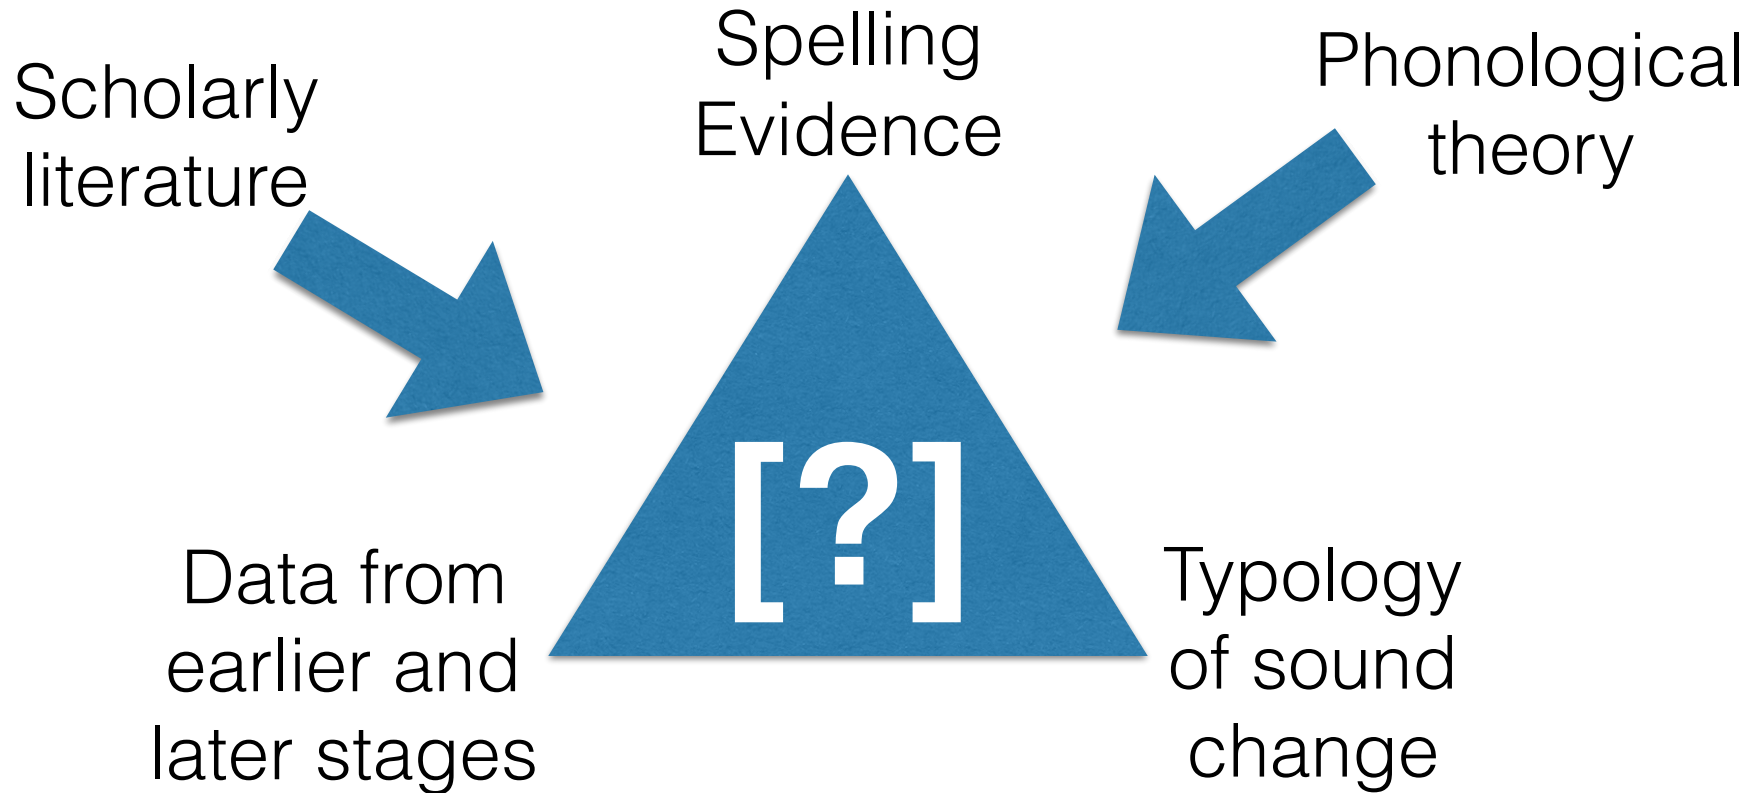 Scholarly
literature
Spelling
Evidence
Phonological
theory
[?]
Data from
earlier and
later stages
Typology
of sound
change